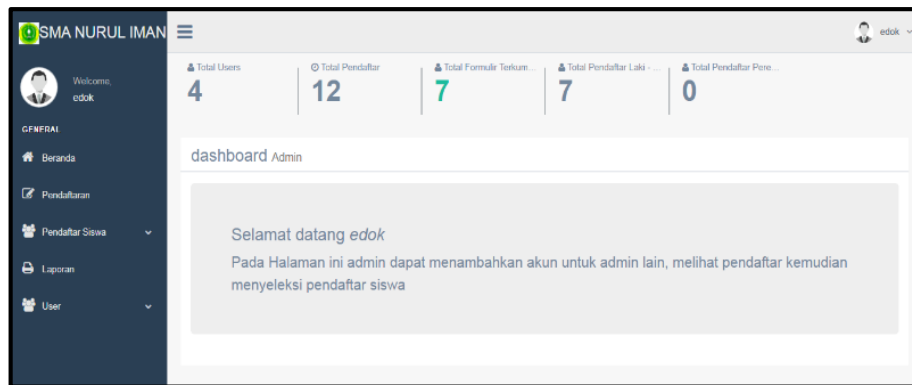 SMA NURUL IMAN
edok
Welcome,
edok
GENERAL
Beranda
Pendaftaran
Pendaftar Siswa
Laporan
User
Total Users
4
Total Pendaftar
12
Total Formulir Terkum...
7
Total Pendaftar Laki - ...
7
Total Pendaftar Pere...
0
dashboard Admin
Selamat datang edok
Pada Halaman ini admin dapat menambahkan akun untuk admin lain, melihat pendaftar kemudian
menyeleksi pendaftar siswa